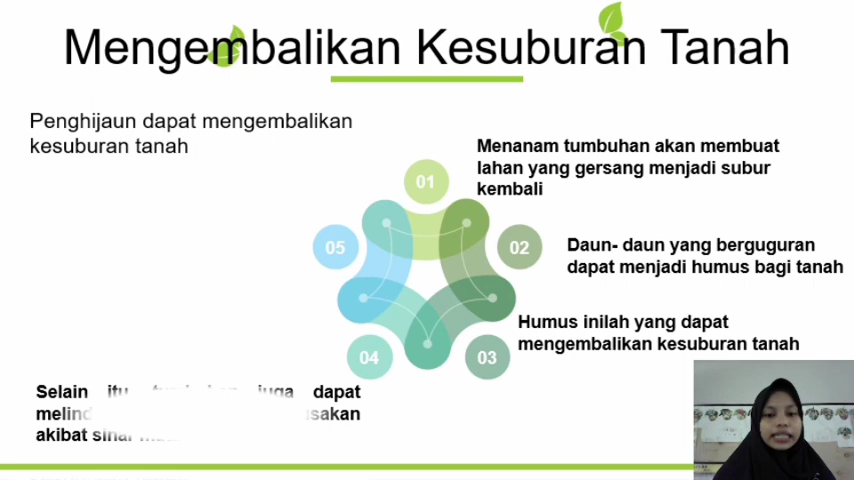 Mengembalikan Kesuburan Tanah
Penghijaun dapat mengembalikan
kesuburan tanah
01
Menanam tumbuhan akan membuat
lahan yang gersang menjadi subur
kembali
02
Daun- daun yang berguguran
dapat menjadi humus bagi tanah
03
Humus inilah yang dapat
mengembalikan kesuburan tanah
04
05
Selain itu juga dapat
akibat sinar